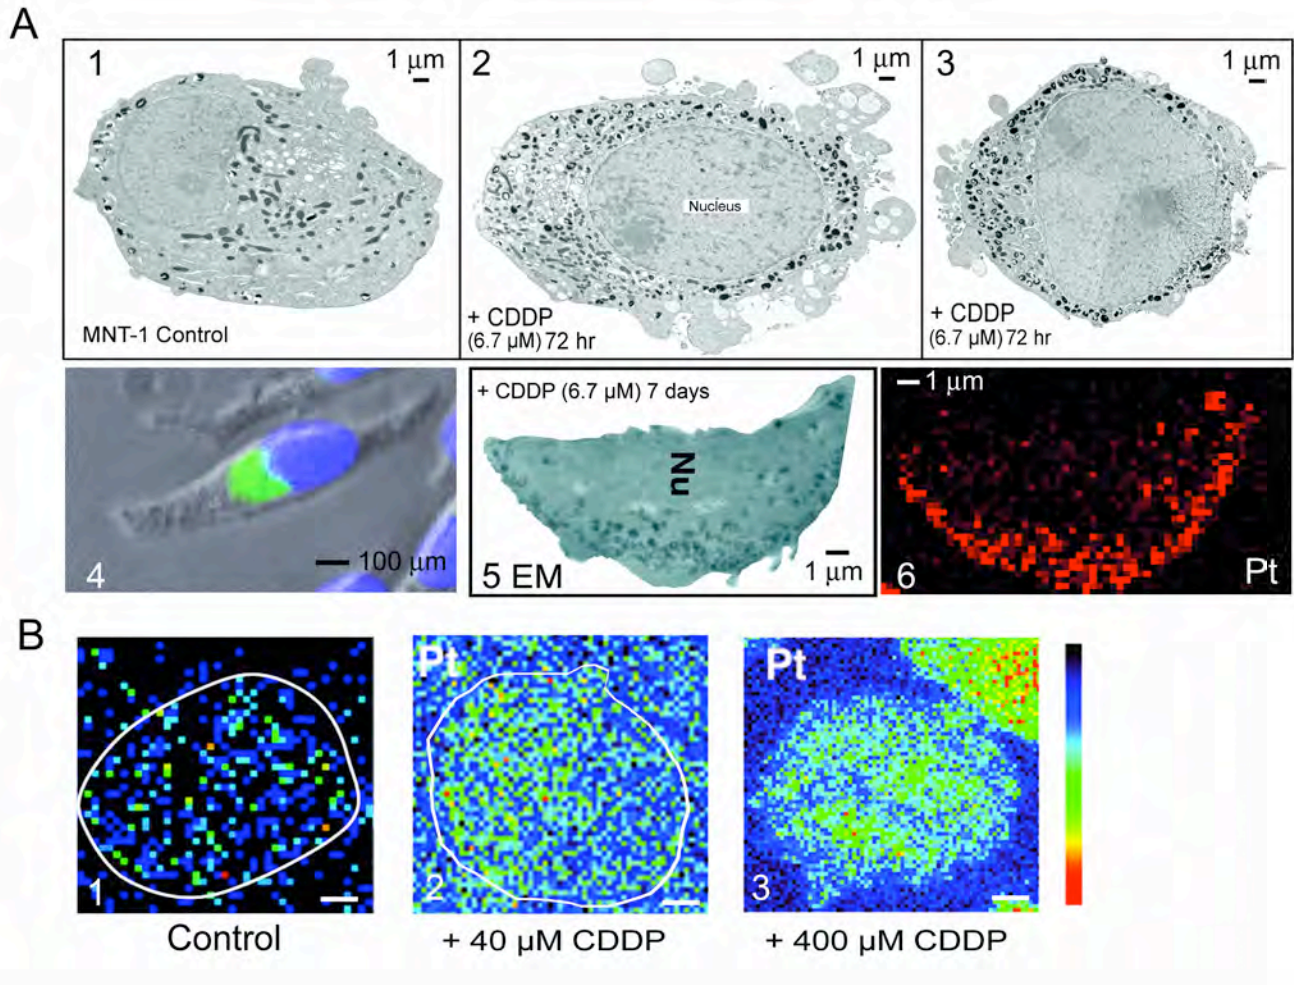 A
1
1 µm
MNT-1 Control
2
1 µm
Nucleus
+ CDDP
(6.7 µM) 72 hr
3
1 µm
+ CDDP
(6.7 µM) 72 hr
4
100 µm
+ CDDP (6.7 µM) 7 days
Nu
5 EM
1 µm
1 µm
6
Pt
B
1
Control
Pt
2
+ 40 µM CDDP
Pt
3
+ 400 µM CDDP